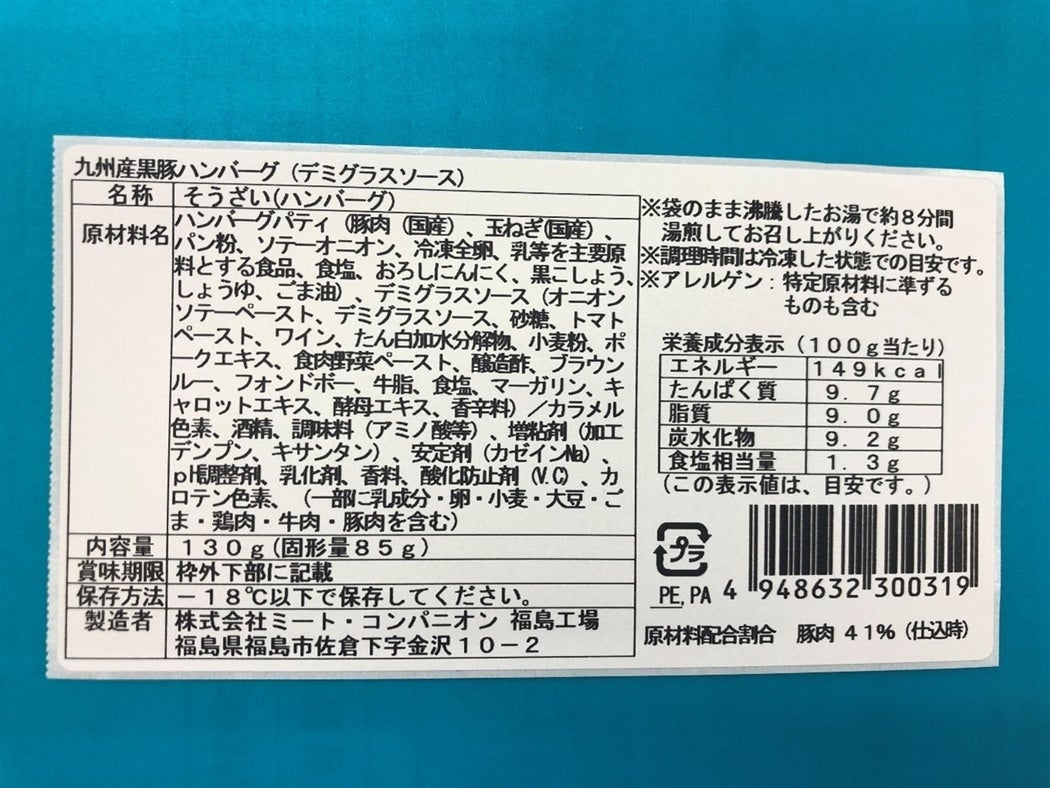 九州産黒豚ハンバーグ（デミグラスソース）
名称 そうざい(ハンバーグ)
原材料名 ハンバーグパティ（豚肉（国産）、玉ねぎ(国産）、
パン粉、ソテーオニオン、冷凍全卵、乳等を主要原
料とする食品、食塩、おろしにんにく、黒こしょう、
しょうゆ、ごま油）、デミグラスソース（オニオン
ソテーペースト、デミグラスソース、砂糖、トマト
ペースト、ワイン、たん白加水分解物、小麦粉、ポ
ークエキス、食肉野菜ペースト、醸造酢、ブラウン
ルー、フォンドボー、牛脂、食塩、マーガリン、キ
ャロットエキス、酵母エキス、香辛料）／カラメル
色素、酒精、調味料（アミノ酸等）、増粘剤（加工
デンプン、キサンタン）、安定剤（カゼインNa）、
pH調整剤、乳化剤、香料、酸化防止剤（V.C）、カ
ロテン色素、（一部に乳成分・卵・小麦・大豆・ご
ま・鶏肉・牛肉・豚肉を含む）
内容量 １３０ｇ(固形量８５ｇ）
賞味期限 枠外下部に記載
保存方法 －１８℃以下で保存してください。
製造者 株式会社ミート・コンパニオン 福島工場
福島県福島市佐倉下字金沢１０－２
※袋のまま沸騰したお湯で約８分間
湯煎してお召し上がりください。
※調理時間は冷凍した状態での目安です。
※アレルゲン：特定原材料に準ずる
ものも含む
栄養成分表示（１００ｇ当たり）
エネルギー １４９ｋｃａｌ
たんぱく質 ９．７ｇ
脂質 ９．０ｇ
炭水化物 ９．２ｇ
食塩相当量 １．３ｇ
（この表示値は、目安です。）
プラ
PE, PA
4 948632 300319
原材料配合割合 豚肉 ４１％（仕込時）